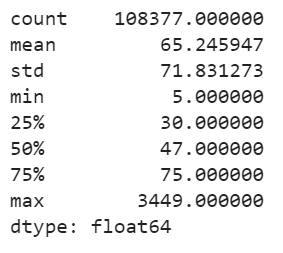 count 108377.000000
mean 65.245947
std 71.831273
min 5.000000
25% 30.000000
50% 47.000000
75% 75.000000
max 3449.000000
dtype: float64